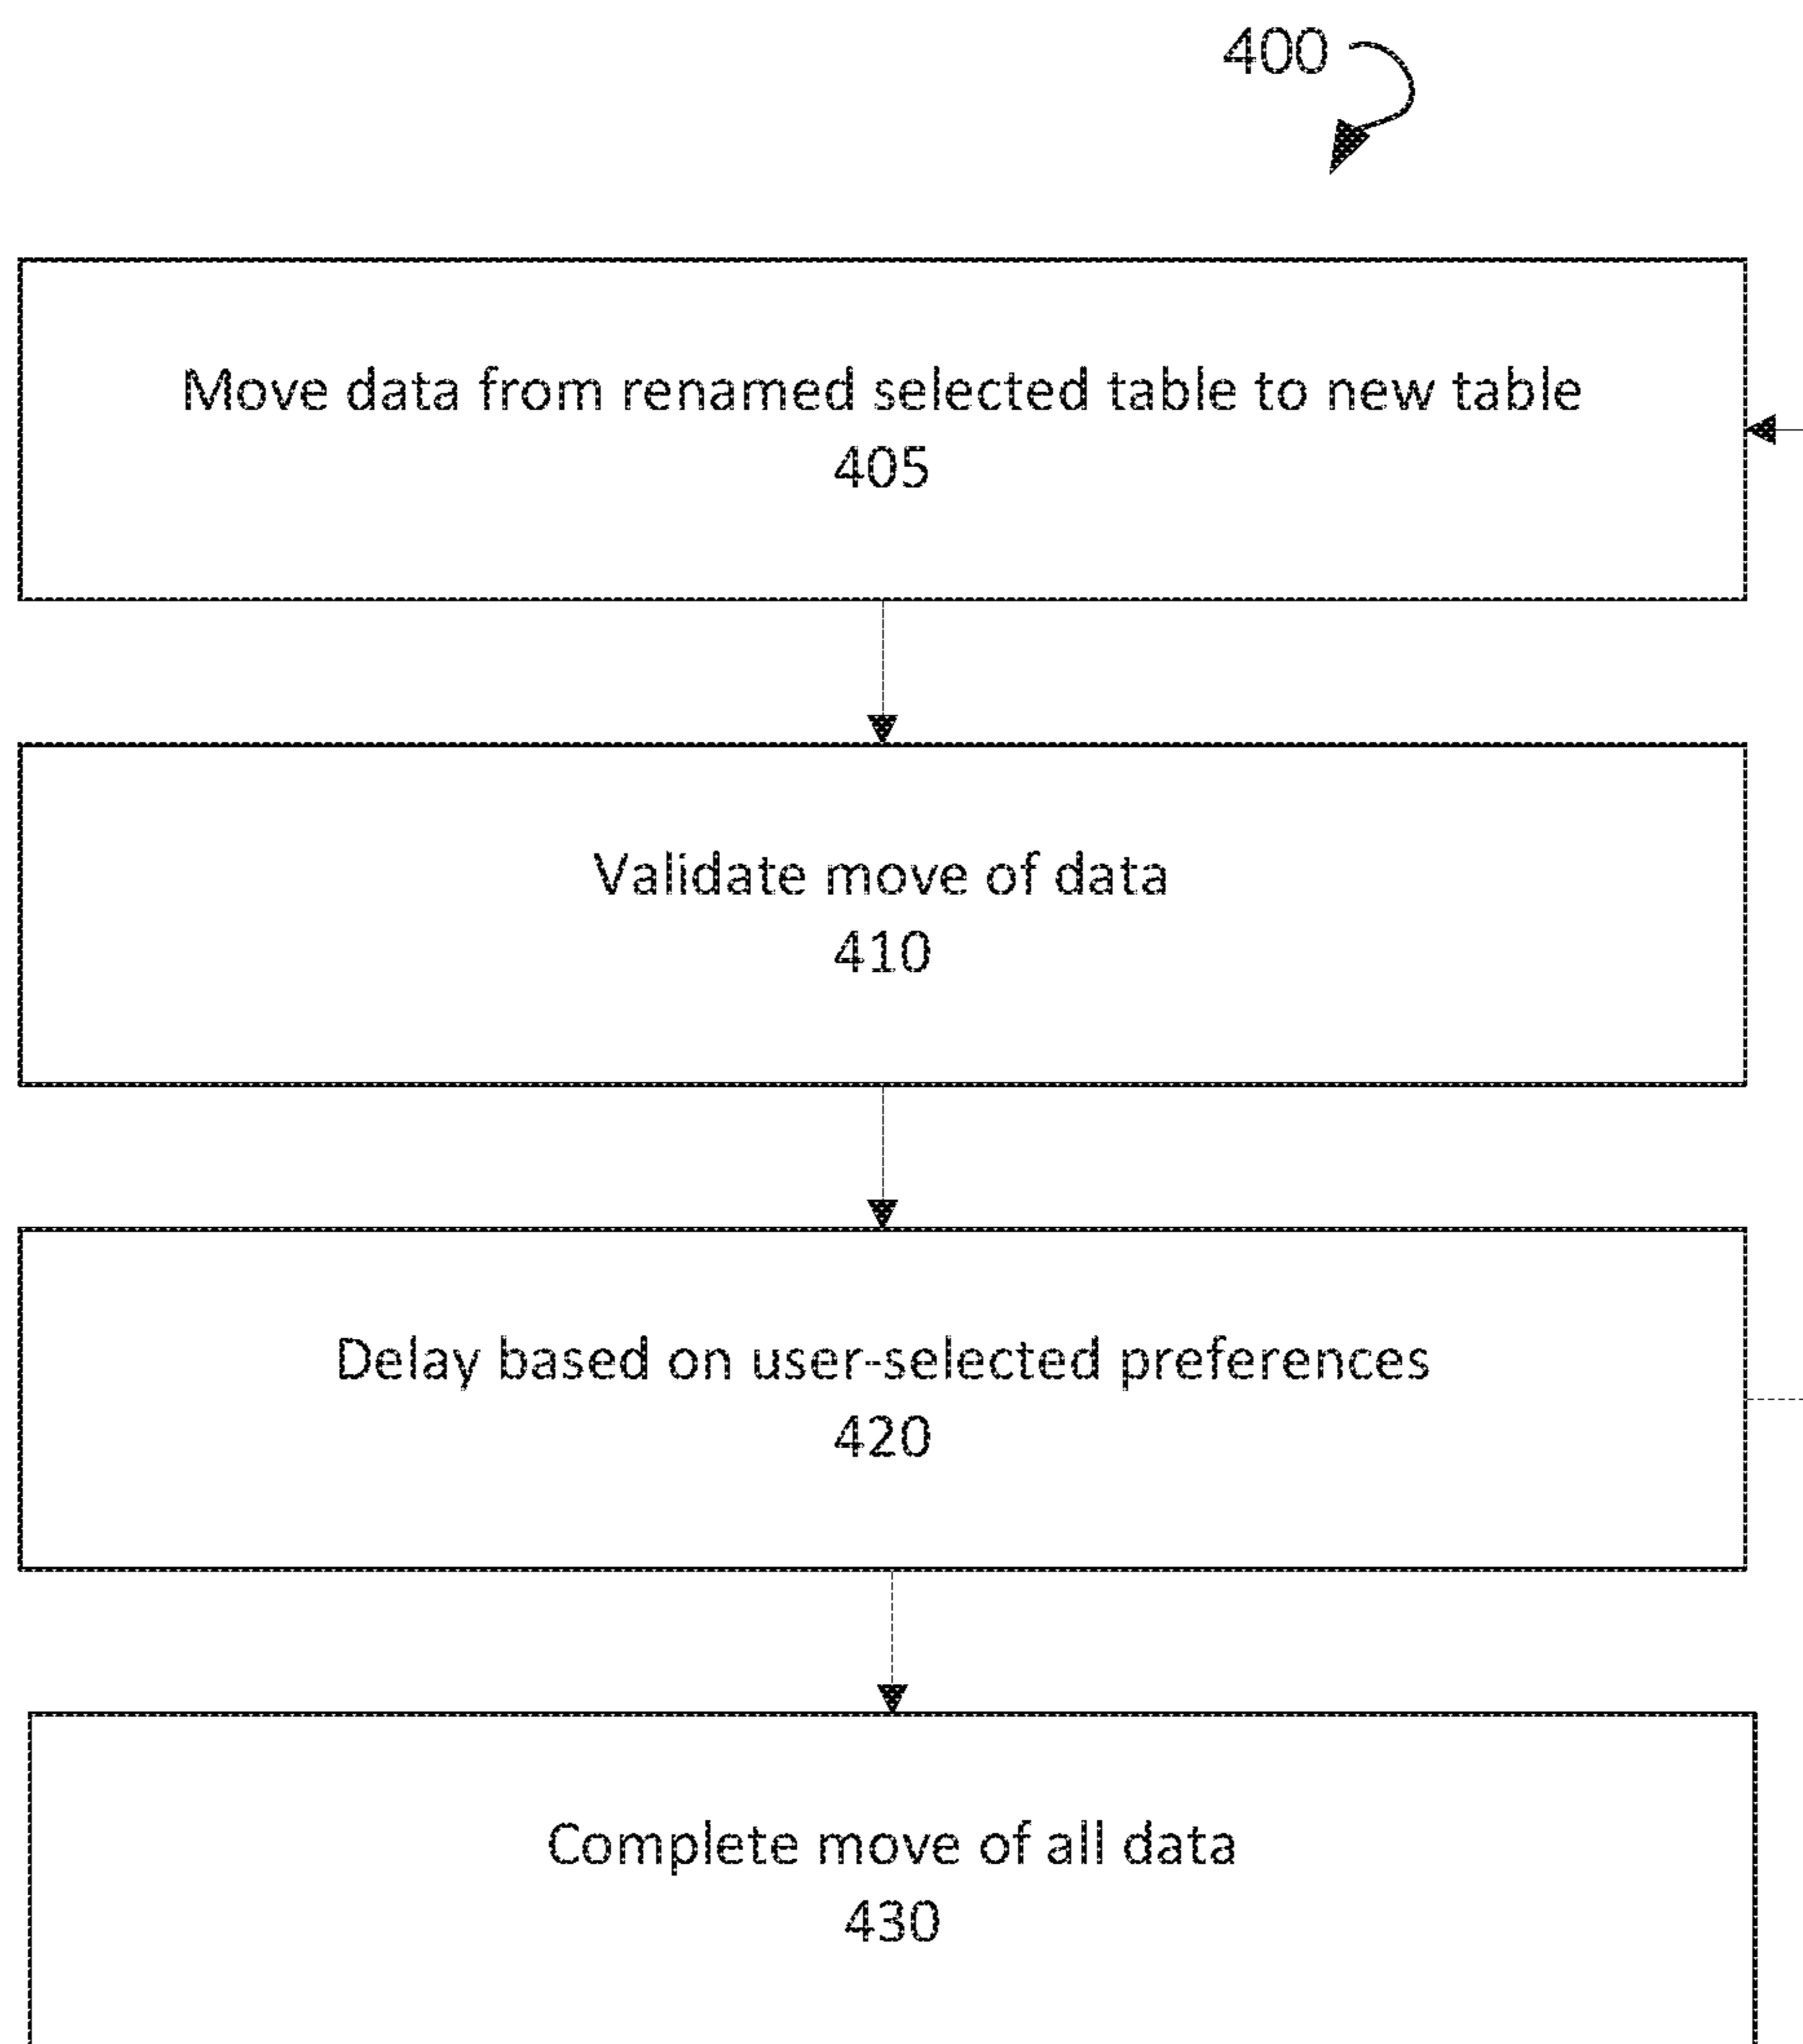 400
Move data from renamed selected table to new table
405
Validate move of data
410
Delay based on user-selected preferences
420
Complete move of all data
430